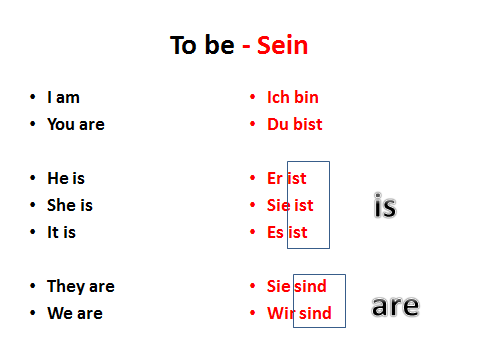 To be - Sein
• I am
• You are
• He is
• She is
• It is
• They are
• We are
• Ich bin
• Du bist
• Er ist
• Sie ist
• Es ist
• Sie sind
• Wir sind
is
are